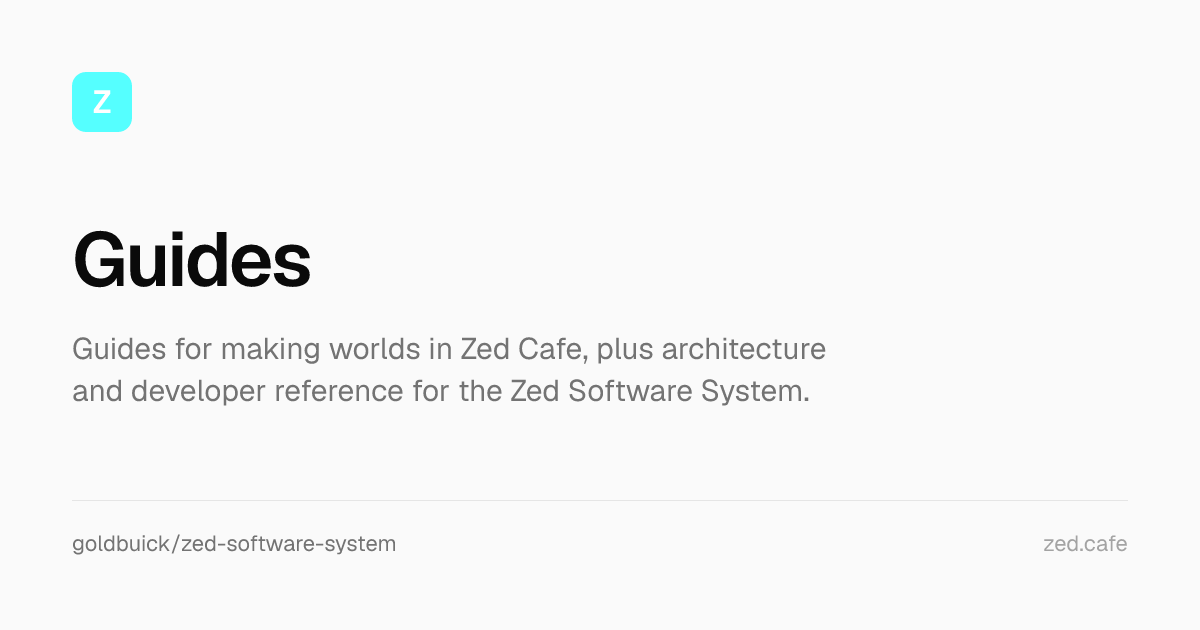 Z
Guides
Guides for making worlds in Zed Cafe, plus architecture
and developer reference for the Zed Software System.
goldbuick/zed-software-system
zed.cafe